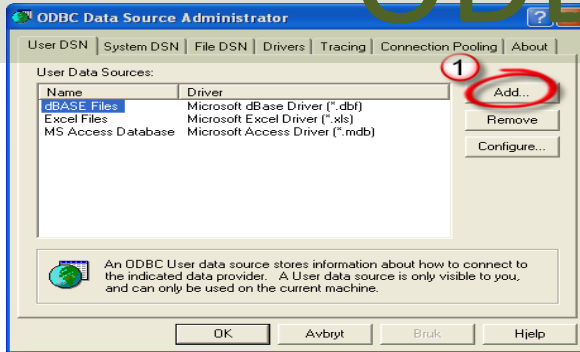 ODBC Data Source Administrator
?
User DSN System DSN File DSN Drivers Tracing Connection Pooling About
User Data Sources:
1
Name Driver
Add...
dBASE Files Microsoft dBase Driver (*.dbf)
Excel Files Microsoft Excel Driver (*.xls)
Remove
MS Access Database Microsoft Access Driver (*.mdb)
Configure...
An ODBC User data source stores information about how to connect to
the indicated data provider. A User data source is only visible to you,
and can only be used on the current machine.
OK Avbryt Bruk Hjelp